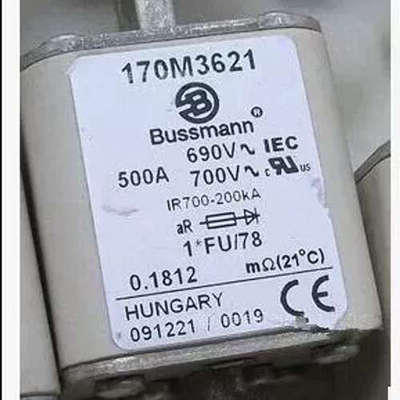 170M3621
Bussmann®
690V~ IEC
500A 700V~ c UR us
IR700-200kA
aR
1*FU/78
0.1812 mΩ(21°C)
HUNGARY CE
091221 / 0019